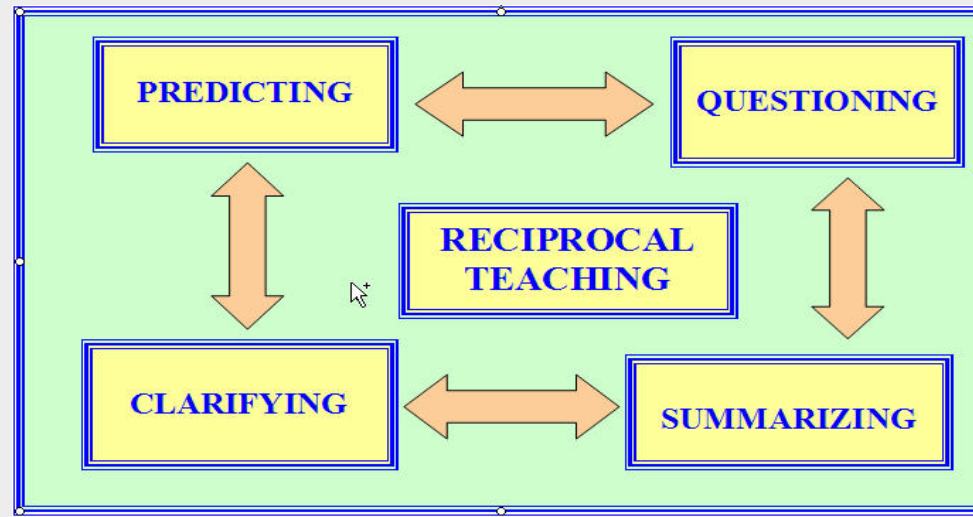 PREDICTING
QUESTIONING
RECIPROCAL
TEACHING
CLARIFYING
SUMMARIZING